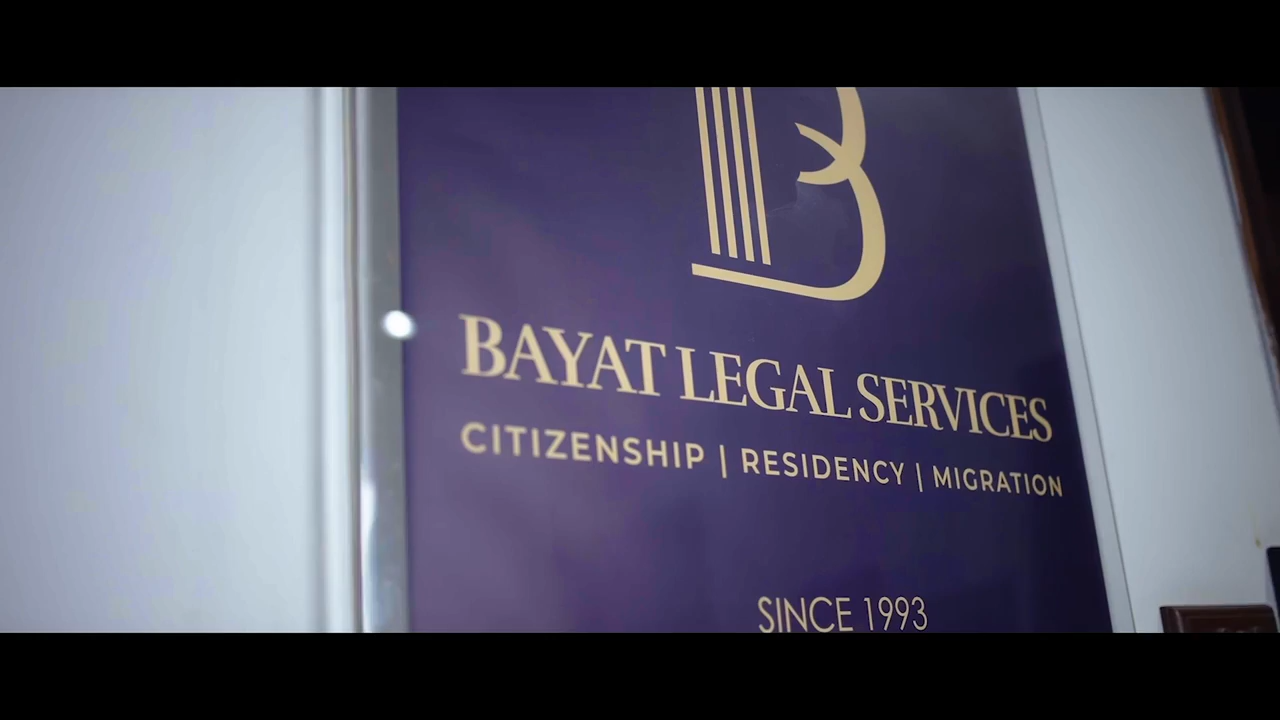 B
BAYAT LEGAL SERVICES
CITIZENSHIP | RESIDENCY | MIGRATION
SINCE 1993